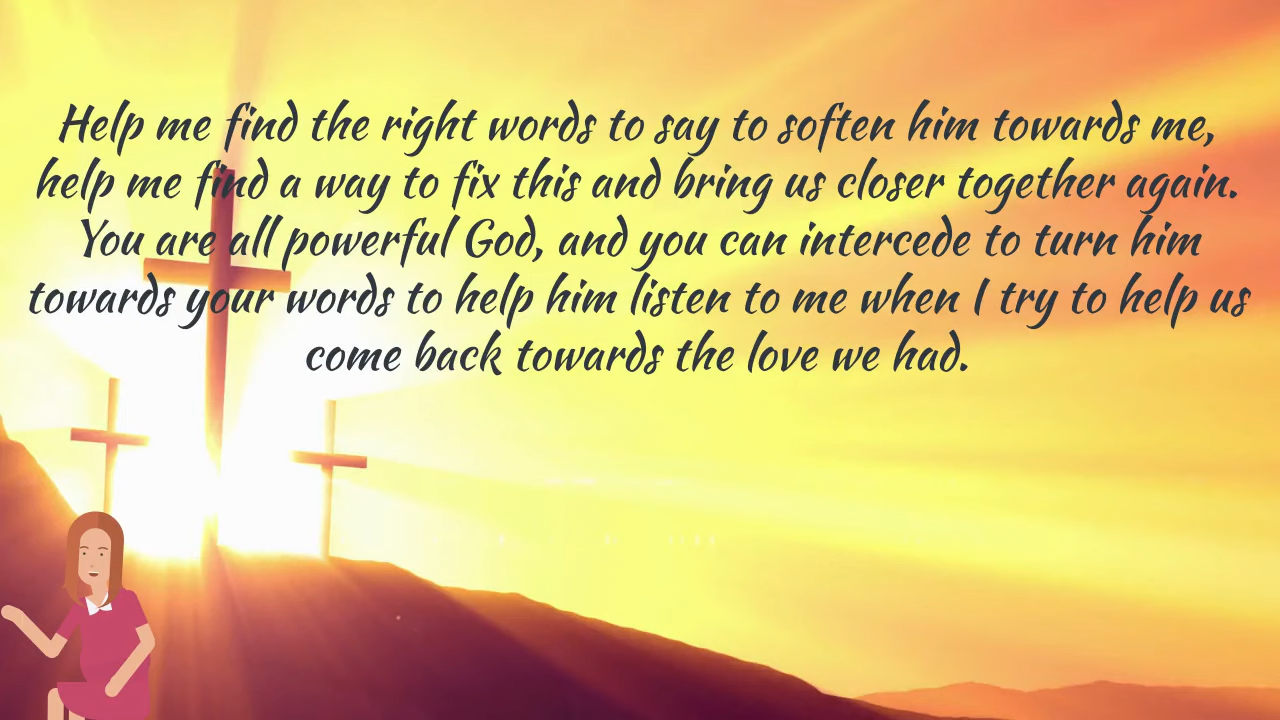 Help me find the right words to say to soften him towards me,
help me find a way to fix this and bring us closer together again.
You are all powerful God, and you can intercede to turn him
towards your words to help him listen to me when I try to help us
come back towards the love we had.